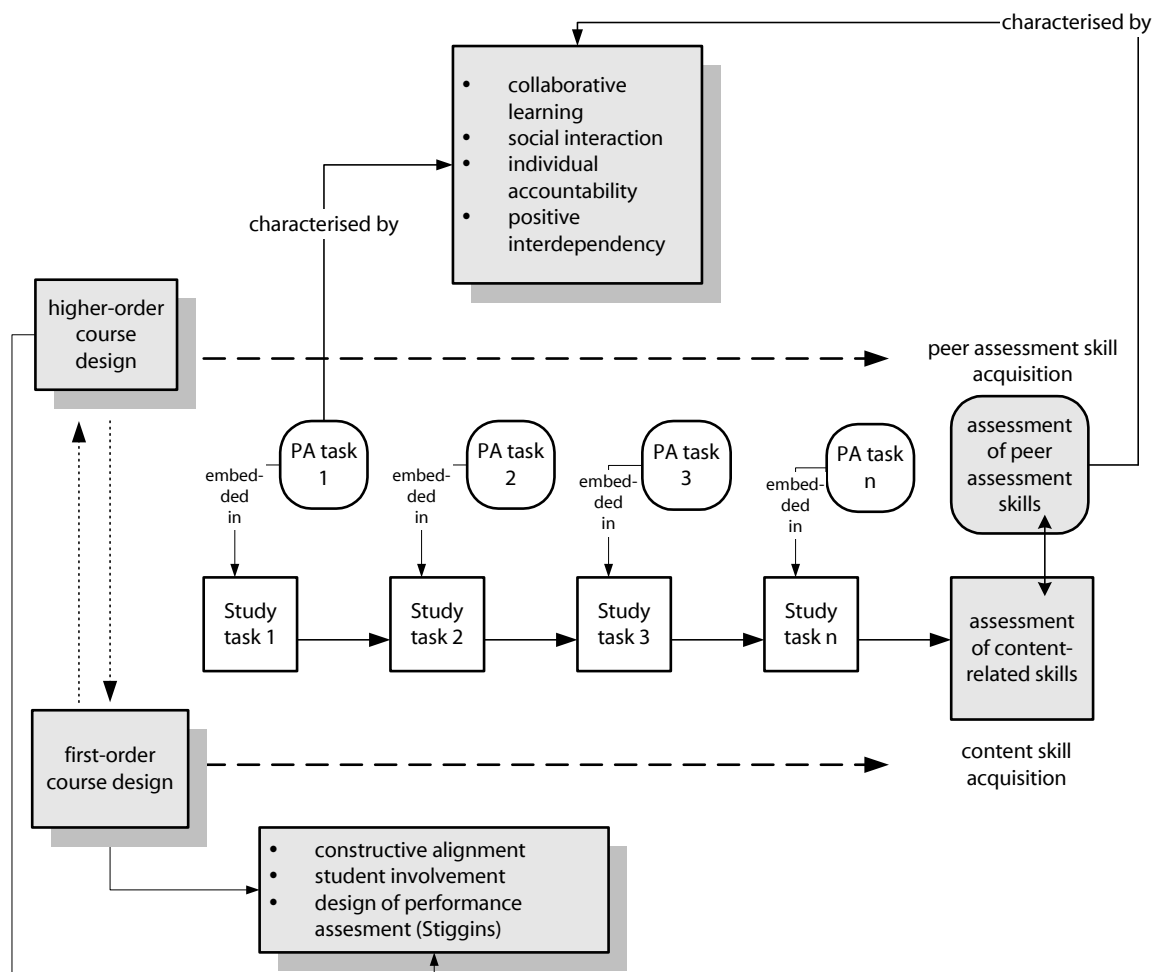 characterised by
• collaborative
learning
• social interaction
• individual
accountability
• positive
interdependency
characterised by
higher-order
course
design
peer assessment skill
acquisition
PA task
1
PA task
2
PA task
3
PA task
n
assessment
of peer
assessment
skills
embed-
ded
in
embed-
ded
in
embed-
ded
in
embed-
ded
in
Study
task 1
Study
task 2
Study
task 3
Study
task n
assessment
of content-
related skills
first-order
course design
content skill
acquisition
• constructive alignment
• student involvement
• design of performance
assesment (Stiggins)